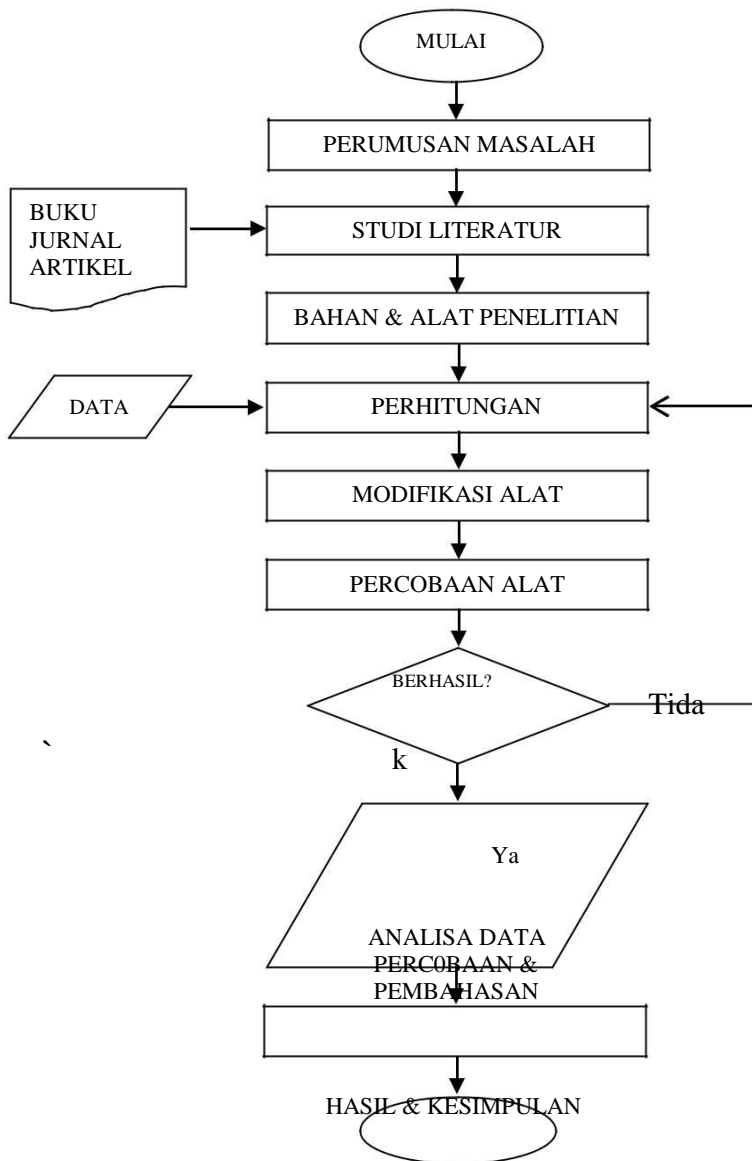 MULAI
PERUMUSAN MASALAH
BUKU
JURNAL
ARTIKEL
STUDI LITERATUR
BAHAN & ALAT PENELITIAN
DATA
PERHITUNGAN
MODIFIKASI ALAT
PERCOBAAN ALAT
BERHASIL?
Tida
`
k
Ya
ANALISA DATA
PERC0BAAN &
PEMBAHASAN
HASIL & KESIMPULAN